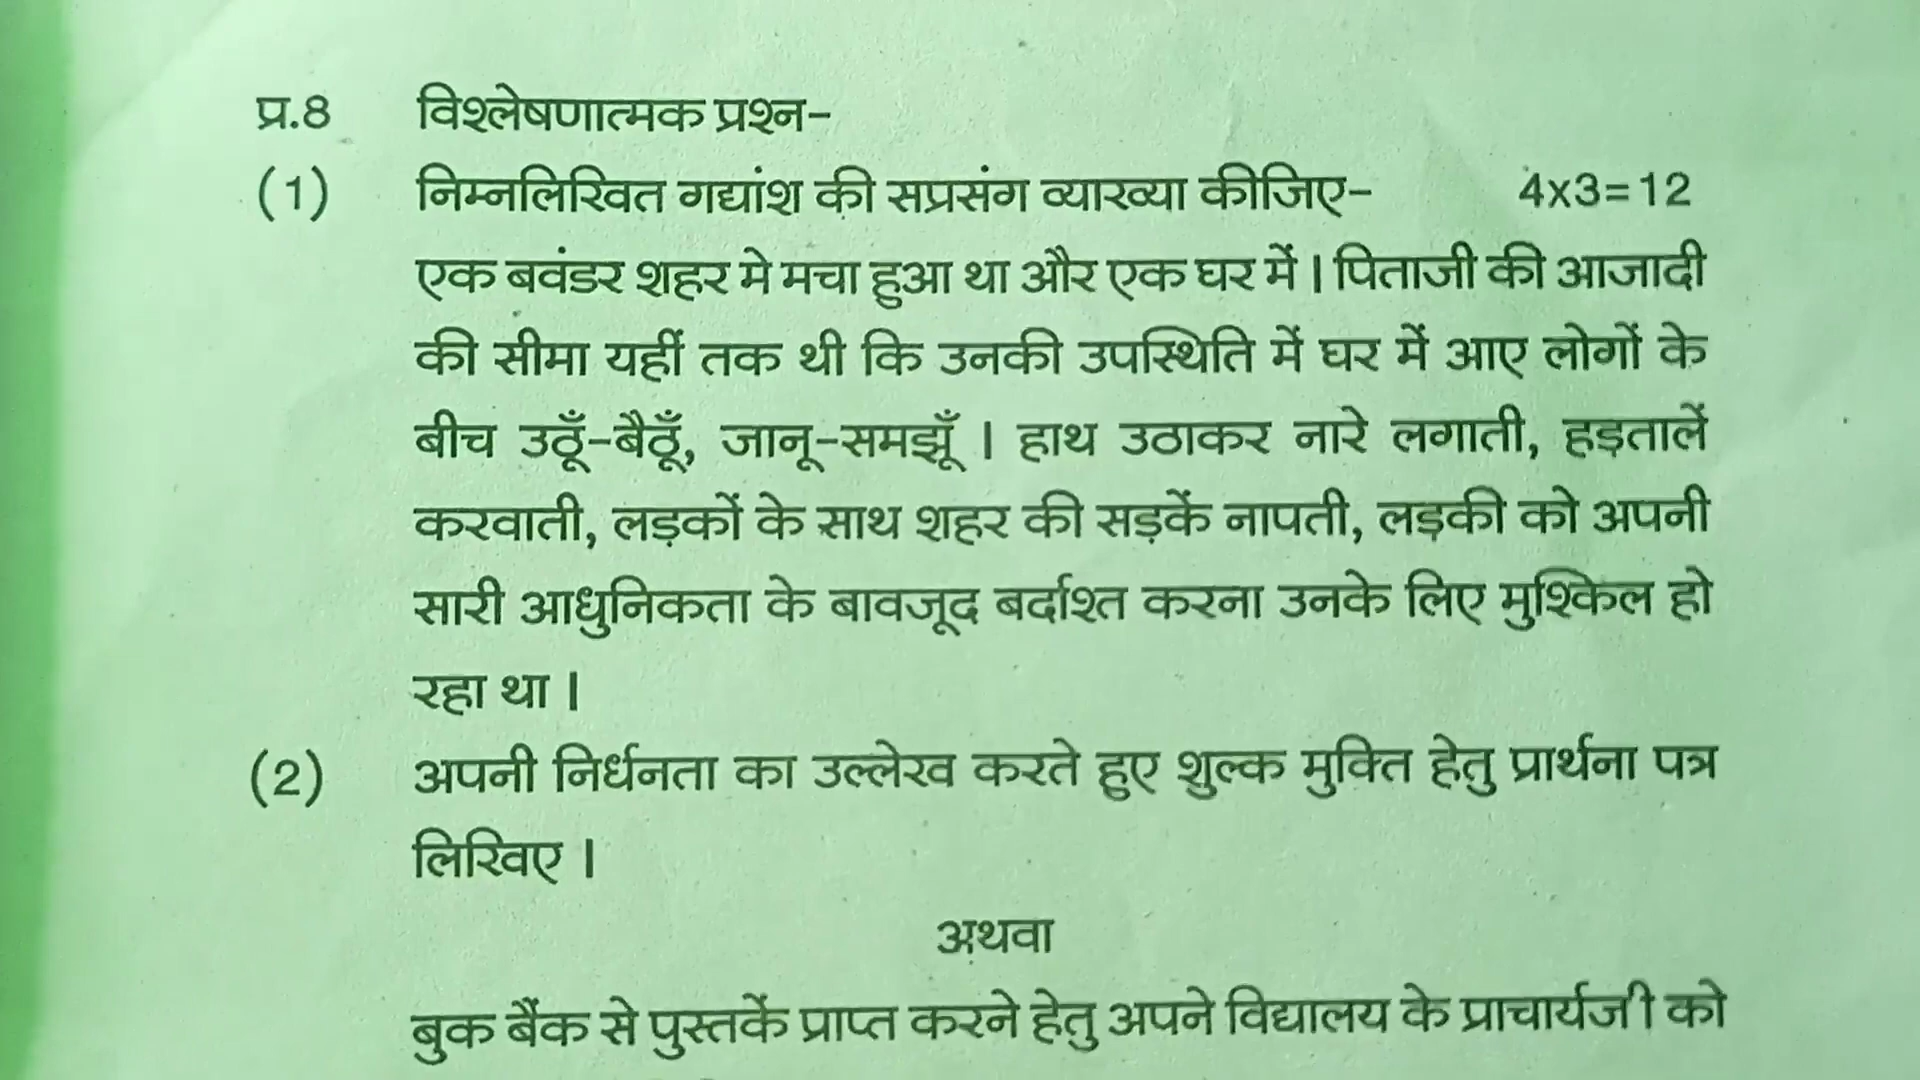 प्र.8 विश्लेषणात्मक प्रश्न-
(1) निम्नलिखित गद्यांश की सप्रसंग व्याख्या कीजिए- 4x3=12
एक बवंडर शहर मे मचा हुआ था और एक घर में। पिताजी की आजादी
की सीमा यहीं तक थी कि उनकी उपस्थिति में घर में आए लोगों के
बीच उठूँ-बैठूँ, जानू-समझूँ। हाथ उठाकर नारे लगाती, हड़तालें
करवाती, लड़कों के साथ शहर की सड़कें नापती, लड़की को अपनी
सारी आधुनिकता के बावजूद बर्दाश्त करना उनके लिए मुश्किल हो
रहा था।
(2) अपनी निर्धनता का उल्लेख करते हुए शुल्क मुक्ति हेतु प्रार्थना पत्र
लिखिए।
अथवा
बुक बैंक से पुस्तकें प्राप्त करने हेतु अपने विद्यालय के प्राचार्यजी को